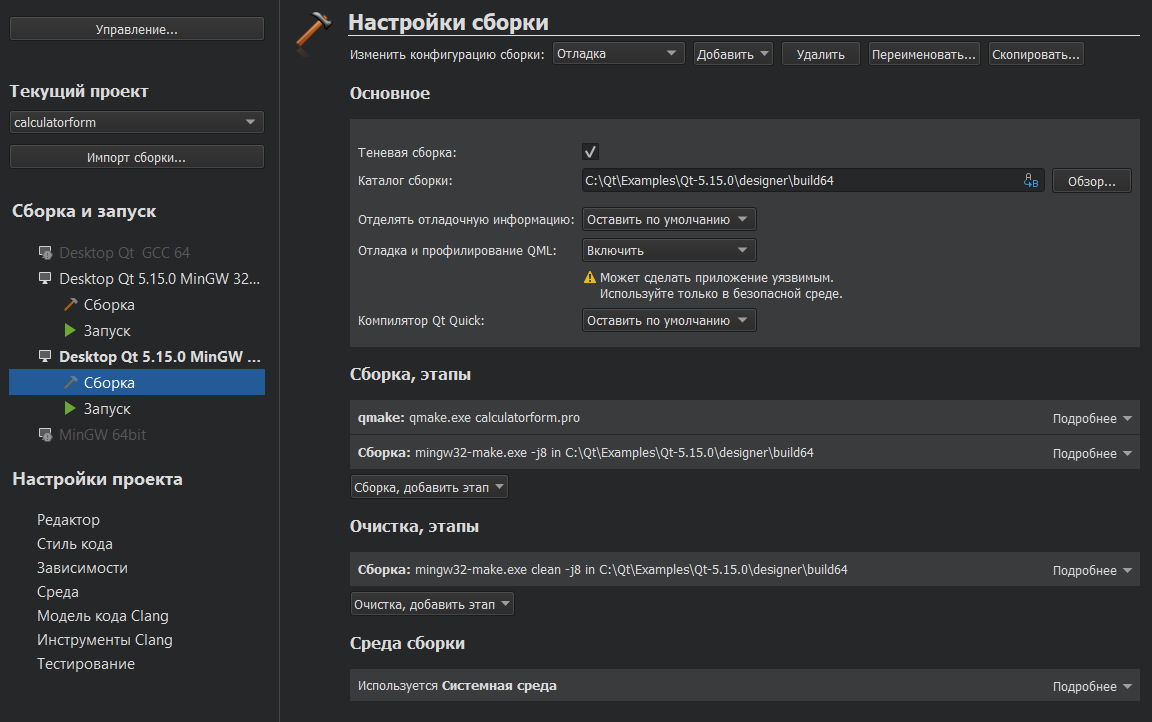 Управление...
Текущий проект
calculatorform
Импорт сборки...
Сборка и запуск
Desktop Qt GCC 64
Desktop Qt 5.15.0 MinGW 32...
Сборка
Запуск
Desktop Qt 5.15.0 MinGW ...
Сборка
Запуск
MinGW 64bit
Настройки проекта
Редактор
Стиль кода
Зависимости
Среда
Модель кода Clang
Инструменты Clang
Тестирование
Настройки сборки
Изменить конфигурацию сборки: Отладка Добавить Удалить Переименовать... Скопировать...
Основное
Теневая сборка:
Каталог сборки: C:\Qt\Examples\Qt-5.15.0\designer\build64 Обзор...
Отделять отладочную информацию: Оставить по умолчанию
Отладка и профилирование QML: Включить
Может сделать приложение уязвимым.
Используйте только в безопасной среде.
Компилятор Qt Quick: Оставить по умолчанию
Сборка, этапы
qmake: qmake.exe calculatorform.pro Подробнее
Сборка: mingw32-make.exe -j8 in C:\Qt\Examples\Qt-5.15.0\designer\build64 Подробнее
Сборка, добавить этап
Очистка, этапы
Сборка: mingw32-make.exe clean -j8 in C:\Qt\Examples\Qt-5.15.0\designer\build64 Подробнее
Очистка, добавить этап
Среда сборки
Используется Системная среда Подробнее